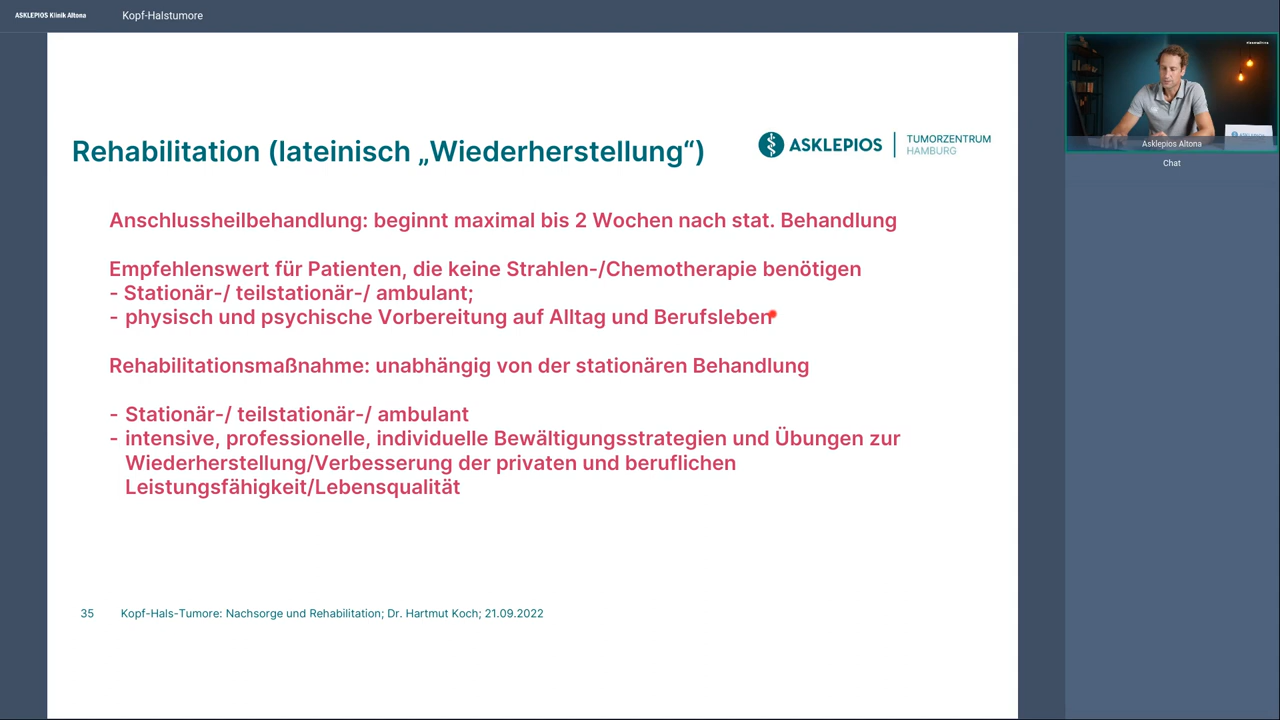 ASKLEPIOS Klinik Altona
Kopf-Halstumore
Rehabilitation (lateinisch „Wiederherstellung“)
ASKLEPIOS
TUMORZENTRUM
HAMBURG
Anschlussheilbehandlung: beginnt maximal bis 2 Wochen nach stat. Behandlung
Empfehlenswert für Patienten, die keine Strahlen-/Chemotherapie benötigen
- Stationär-/ teilstationär-/ ambulant;
- physisch und psychische Vorbereitung auf Alltag und Berufsleben
Rehabilitationsmaßnahme: unabhängig von der stationären Behandlung
- Stationär-/ teilstationär-/ ambulant
- intensive, professionelle, individuelle Bewältigungsstrategien und Übungen zur
Wiederherstellung/Verbesserung der privaten und beruflichen
Leistungsfähigkeit/Lebensqualität
35 Kopf-Hals-Tumore: Nachsorge und Rehabilitation; Dr. Hartmut Koch; 21.09.2022
Asklepios Altona
Chat